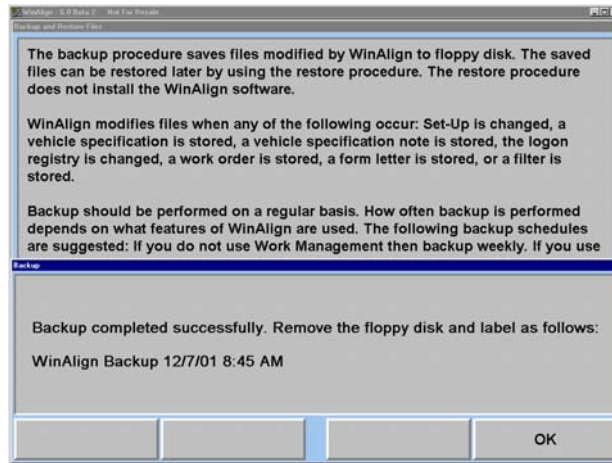 WinAlign - 6.0 Beta 2 - Not For Resale
Backup and Restore Files
The backup procedure saves files modified by WinAlign to floppy disk. The saved
files can be restored later by using the restore procedure. The restore procedure
does not install the WinAlign software.
WinAlign modifies files when any of the following occur: Set-Up is changed, a
vehicle specification is stored, a vehicle specification note is stored, the logon
registry is changed, a work order is stored, a form letter is stored, or a filter is
stored.
Backup should be performed on a regular basis. How often backup is performed
depends on what features of WinAlign are used. The following backup schedules
are suggested: If you do not use Work Management then backup weekly. If you use
Backup
Backup completed successfully. Remove the floppy disk and label as follows:
WinAlign Backup 12/7/01 8:45 AM
OK